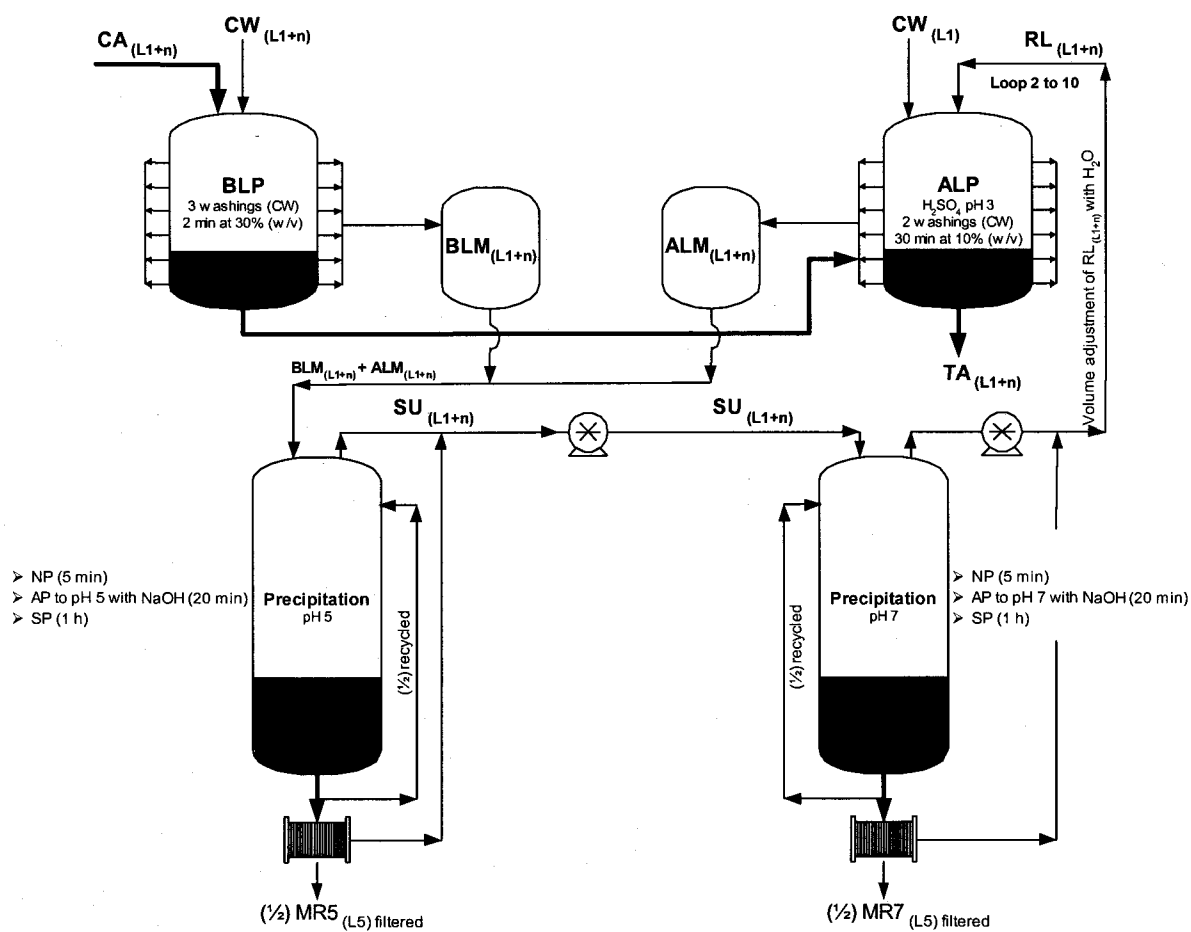 CA (L1+n)
CW (L1+n)
CW (L1)
RL (L1+n)
Loop 2 to 10
BLP
3 washings (CW)
2 min at 30% (w/v)
BLM (L1+n)
ALM (L1+n)
ALP
H2SO4 pH 3
2 washings (CW)
30 min at 10% (w/v)
Volume adjustment of RL (L1+n) with H2O
TA (L1+n)
BLM (L1+n) + ALM (L1+n)
SU (L1+n)
SU (L1+n)
➢ NP (5 min)
➢ AP to pH 5 with NaOH (20 min)
➢ SP (1 h)
Precipitation
pH 5
(½) recycled
(½) recycled
Precipitation
pH 7
➢ NP (5 min)
➢ AP to pH 7 with NaOH (20 min)
➢ SP (1 h)
(½) MR5 (L5) filtered
(½) MR7 (L5) filtered